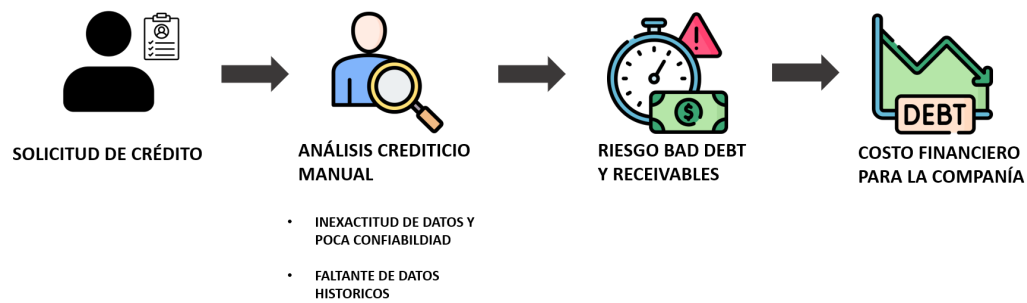 SOLICITUD DE CRÉDITO
ANÁLISIS CREDITICIO
MANUAL
• INEXACTITUD DE DATOS Y
POCA CONFIABILDIAD
• FALTANTE DE DATOS
HISTORICOS
$
RIESGO BAD DEBT
Y RECEIVABLES
DEBT
COSTO FINANCIERO
PARA LA COMPAÑÍA